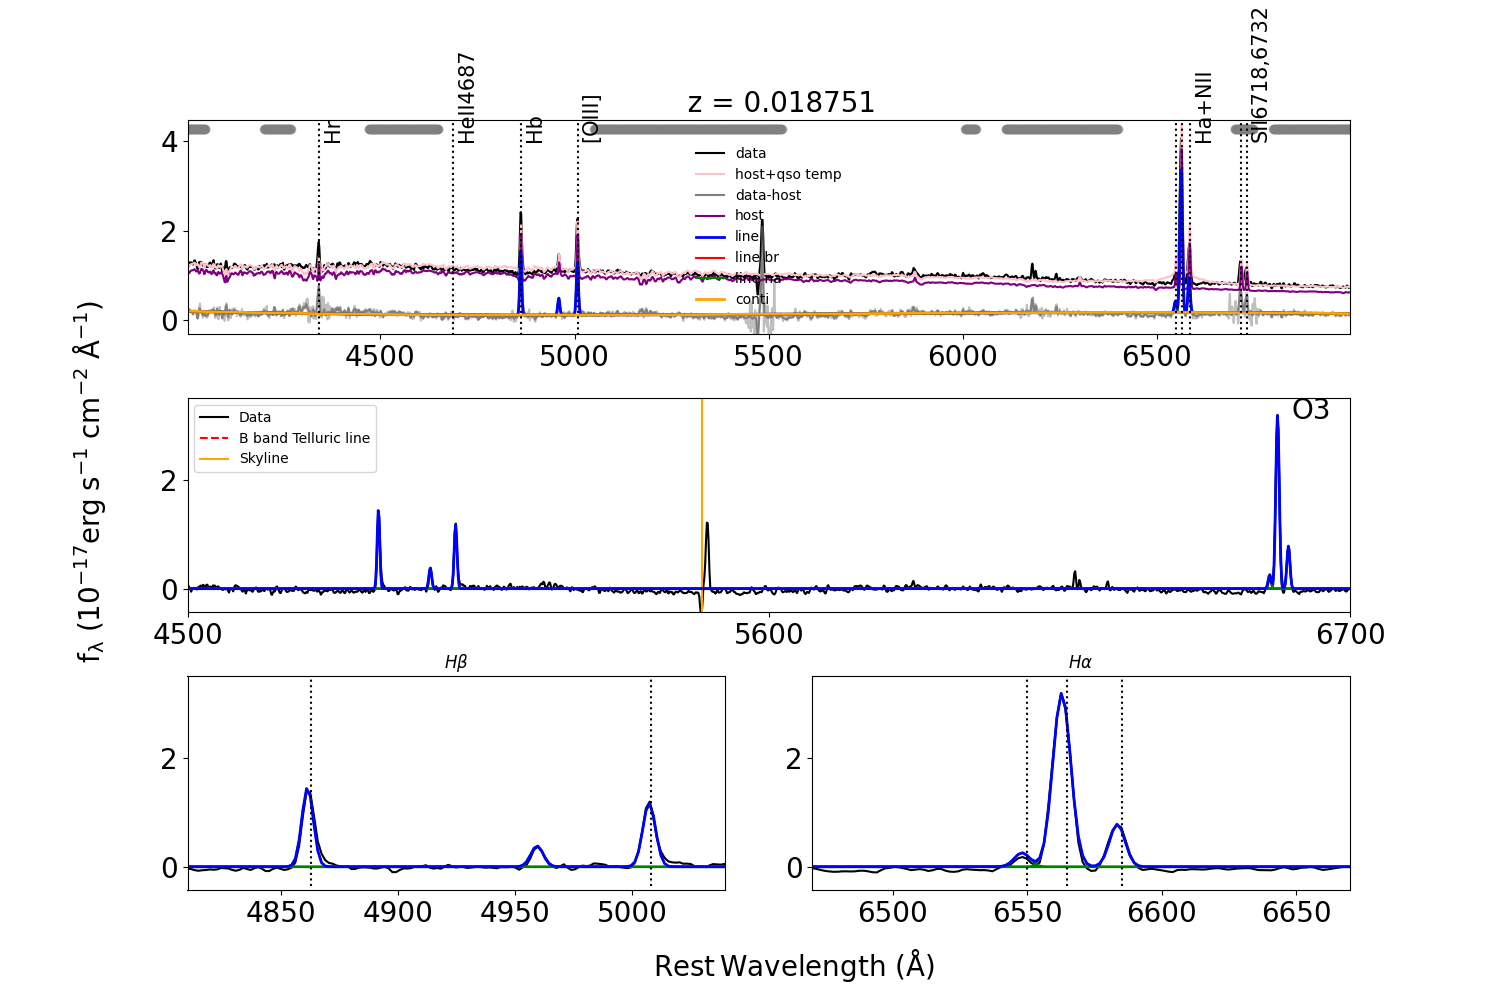 z = 0.018751
Hr
HeII4687
Hb
[OIII]
Ha+NII
SII6718,6732
data
host+qso temp
data-host
host
line
line br
line na
conti
4
2
0
4500 5000 5500 6000 6500
fλ (10−17erg s−1 cm−2 Å−1)
O3
Data
B band Telluric line
Skyline
2
0
4500 5600 6700
Hβ
2
0
4850 4900 4950 5000
Hα
2
0
6500 6550 6600 6650
Rest Wavelength (Å)